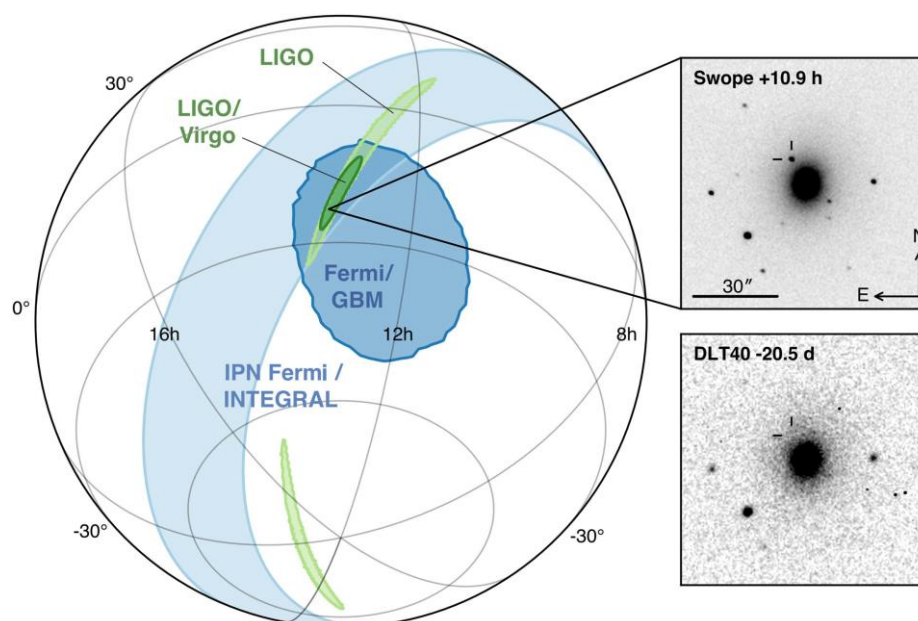 LIGO
30°
LIGO/
Virgo
Swope +10.9 h
N
30″
E
Fermi/
GBM
0°
16h
12h
8h
IPN Fermi /
INTEGRAL
DLT40 -20.5 d
-30°
-30°